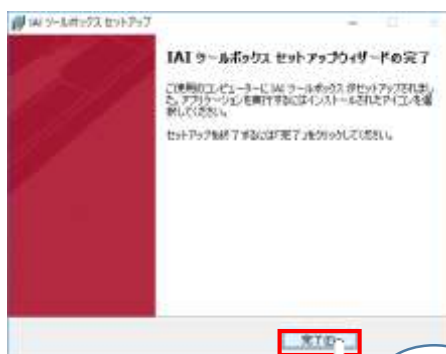 IAI ツールボックス セットアップ
IAI ツールボックス セットアップウィザードの完了
ご使用のコンピューターに IAI ツールボックス がセットアップされまし
た。アプリケーションを実行するにはインストールされたアイコンを選
択してください。
セットアップを終了するには「完了」をクリックしてください。
完了(F)